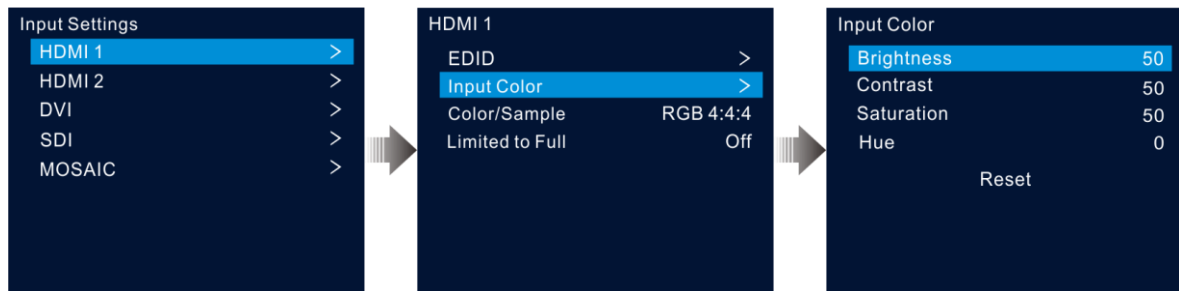 Input Settings
HDMI 1 >
HDMI 2 >
DVI >
SDI >
MOSAIC >
HDMI 1
EDID >
Input Color >
Color/Sample RGB 4:4:4
Limited to Full Off
Input Color
Brightness 50
Contrast 50
Saturation 50
Hue 0
Reset